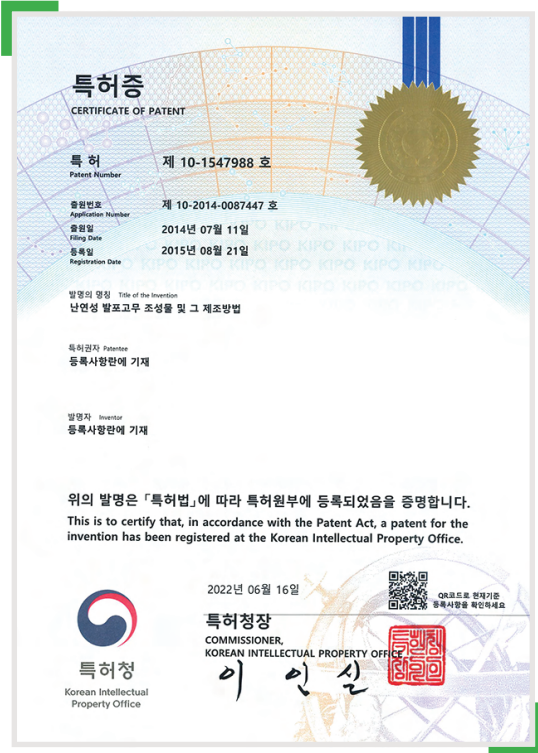 특허증
CERTIFICATE OF PATENT
특 허 제 10-1547988 호
Patent Number
출원번호 제 10-2014-0087447 호
Application Number
출원일 2014년 07월 11일
Filing Date
등록일 2015년 08월 21일
Registration Date
KIPO KIPO KIPO KIPO
발명의 명칭 Title of the Invention
난연성 발포고무 조성물 및 그 제조방법
특허권자 Patentee
등록사항란에 기재
발명자 Inventor
등록사항란에 기재
위의 발명은 「특허법」에 따라 특허원부에 등록되었음을 증명합니다.
This is to certify that, in accordance with the Patent Act, a patent for the
invention has been registered at the Korean Intellectual Property Office.
2022년 06월 16일
QR코드로 현재기준
등록사항을 확인하세요
특허청장
COMMISSIONER,
KOREAN INTELLECTUAL PROPERTY OFFICE
이 인 실
특허청
Korean Intellectual
Property Office